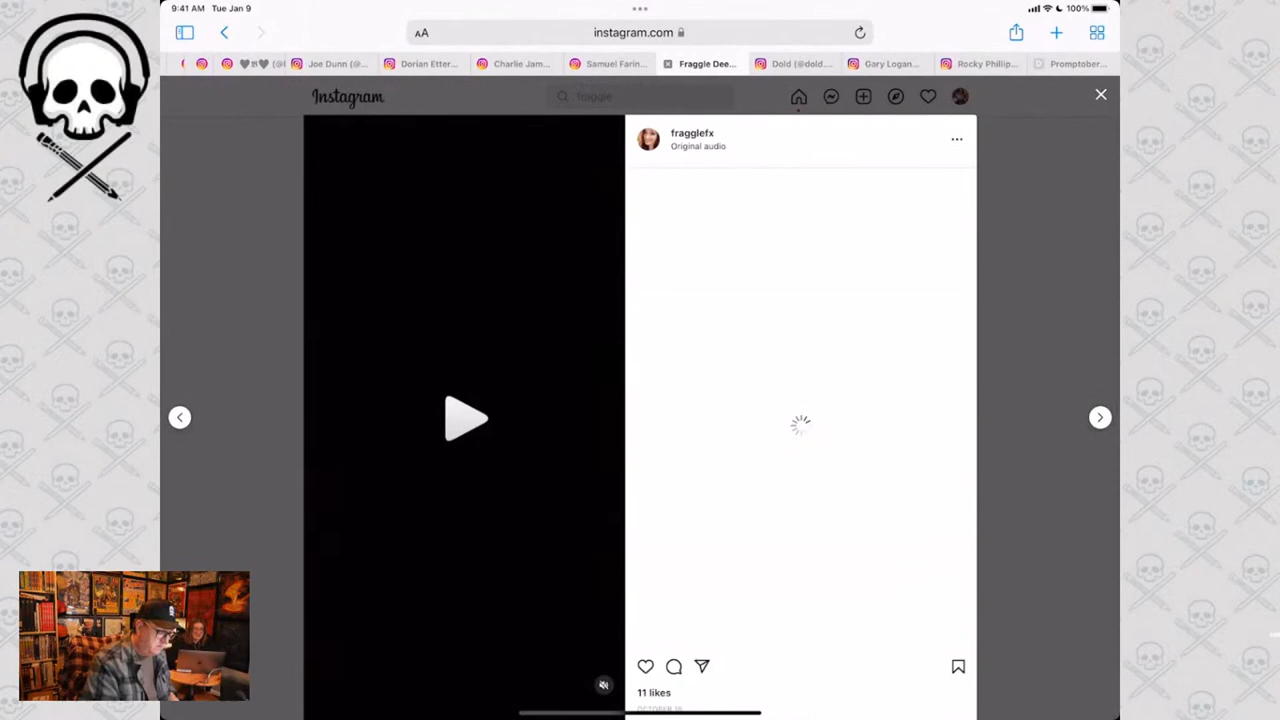 9:41 AM Tue Jan 9
100%
AA
instagram.com
Joe Dunn (@...
Dorian Etter...
Charlie Jam...
Samuel Farin...
Fraggle Dee...
Dold (@dold....
Gary Logan...
Rocky Phillip...
Promptober...
Instagram
fraggle
fragglefx
Original audio
11 likes